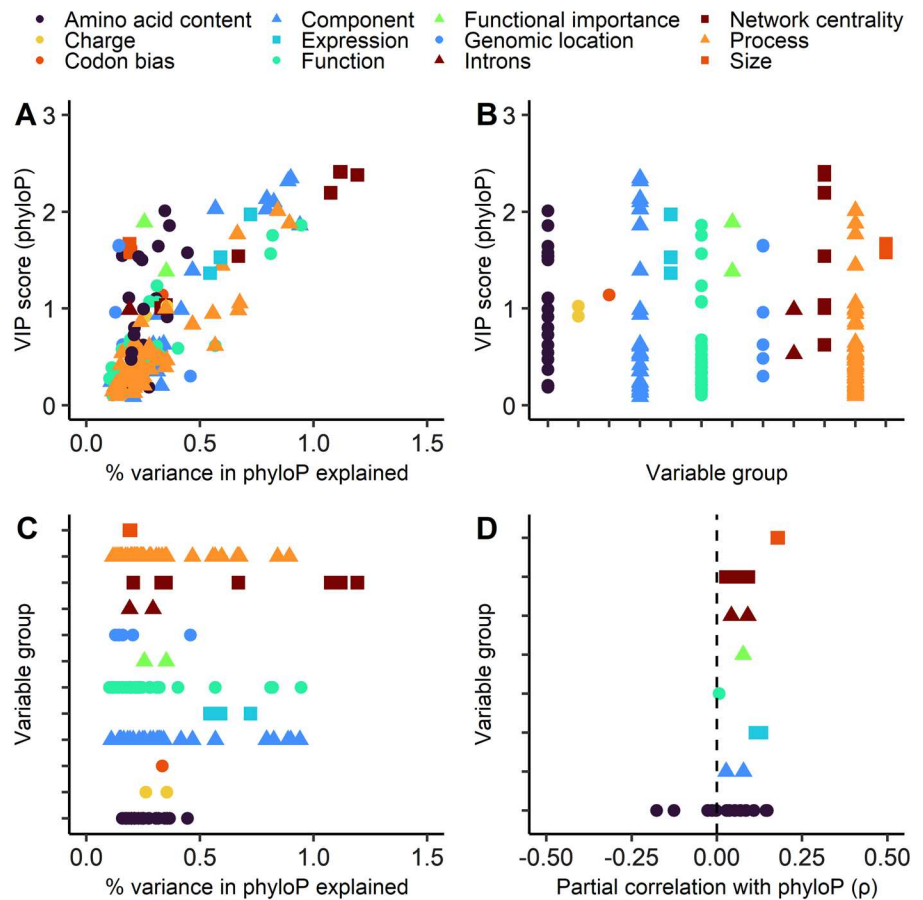 Amino acid content Component Functional importance Network centrality
Charge Expression Genomic location Process
Codon bias Function Introns Size
A
VIP score (phyloP)
3
2
1
0
0.0 0.5 1.0 1.5
% variance in phyloP explained
B
VIP score (phyloP)
3
2
1
0
Variable group
C
Variable group
0.0 0.5 1.0 1.5
% variance in phyloP explained
D
Variable group
-0.50 -0.25 0.00 0.25 0.50
Partial correlation with phyloP (ρ)